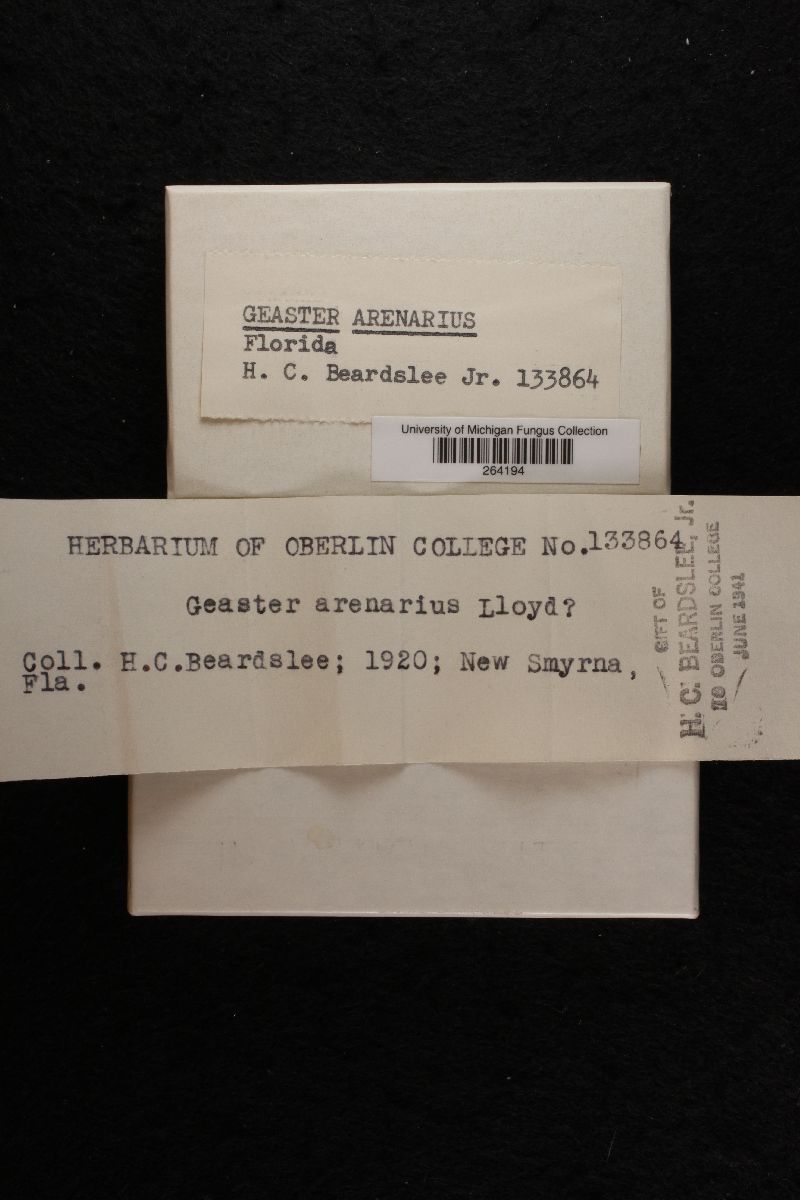 GEASTER ARENARIUS
Florida
H. C. Beardslee Jr. 133864
University of Michigan Fungus Collection
264194
HERBARIUM OF OBERLIN COLLEGE No.133864
Geaster arenarius Lloyd?
Coll. H.C.Beardslee; 1920; New Smyrna,
Fla.
GIFT OF
H. C. BEARDSLEE, Jr.
TO OBERLIN COLLEGE
JUNE 1941